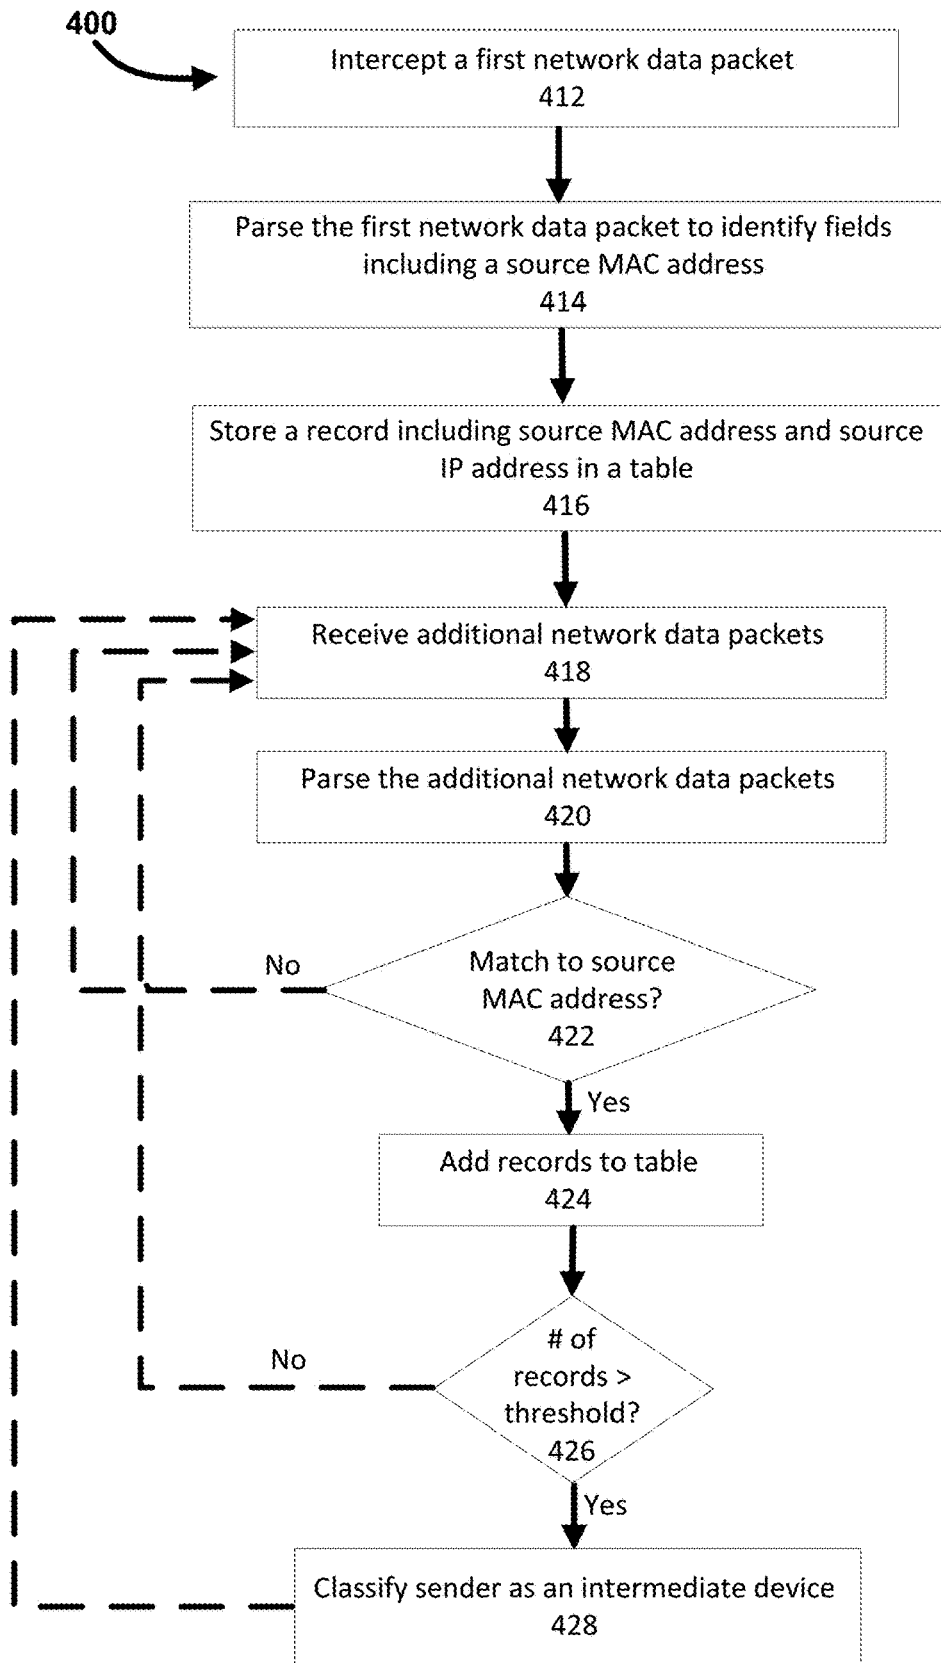 400
Intercept a first network data packet
412
Parse the first network data packet to identify fields
including a source MAC address
414
Store a record including source MAC address and source
IP address in a table
416
Receive additional network data packets
418
Parse the additional network data packets
420
No
Match to source
MAC address?
422
Yes
Add records to table
424
No
# of
records >
threshold?
426
Yes
Classify sender as an intermediate device
428